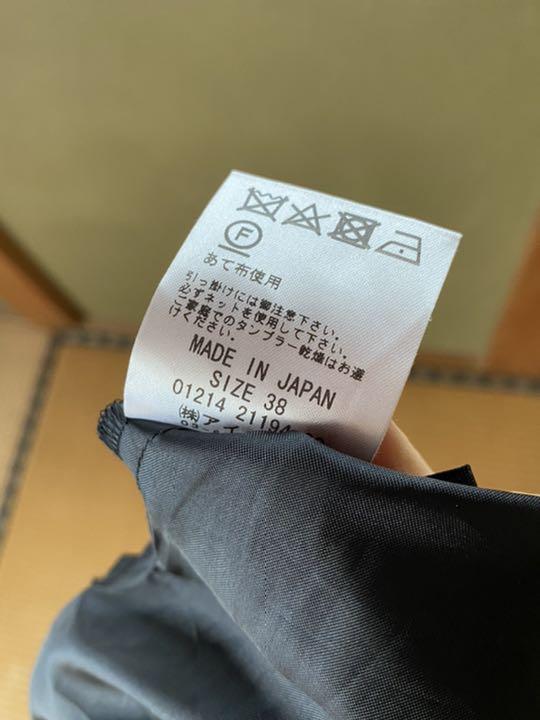 F
あて布使用
引っ掛けには御注意下さい。
必ずネットを使用して下さい。
ご家庭でのタンブラー乾燥はお避
けください。
MADE IN JAPAN
SIZE 38
01214 21194
(株)アイ